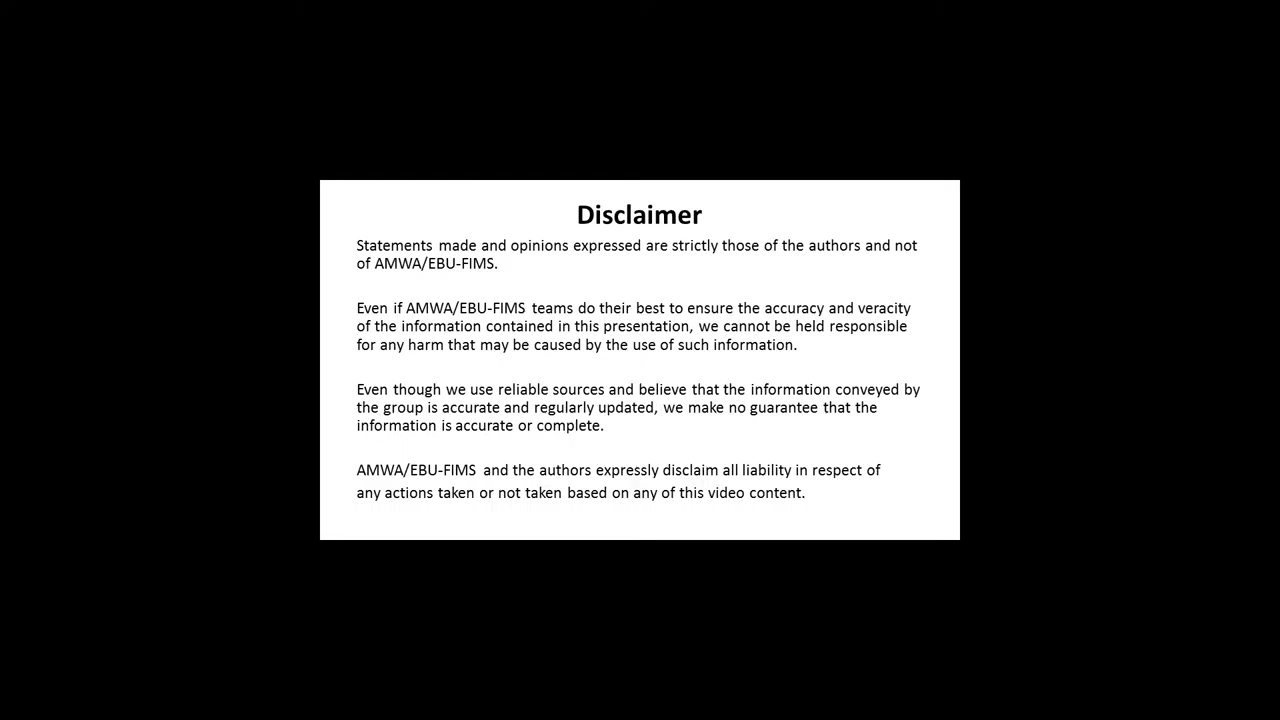 Disclaimer
Statements made and opinions expressed are strictly those of the authors and not
of AMWA/EBU-FIMS.
Even if AMWA/EBU-FIMS teams do their best to ensure the accuracy and veracity
of the information contained in this presentation, we cannot be held responsible
for any harm that may be caused by the use of such information.
Even though we use reliable sources and believe that the information conveyed by
the group is accurate and regularly updated, we make no guarantee that the
information is accurate or complete.
AMWA/EBU-FIMS and the authors expressly disclaim all liability in respect of
any actions taken or not taken based on any of this video content.